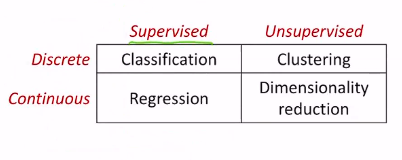 Supervised Unsupervised
Discrete Classification Clustering
Continuous Regression Dimensionality
reduction